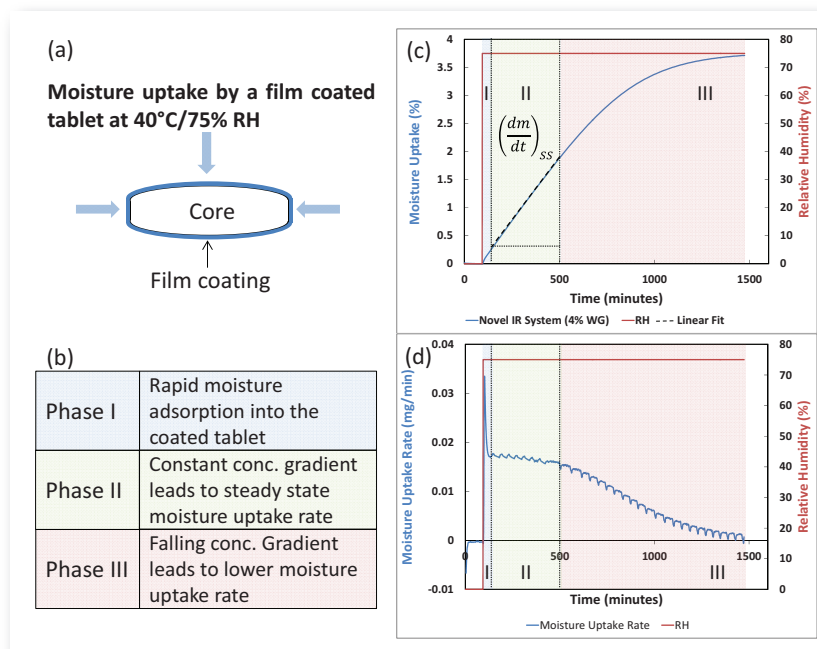 (a)
Moisture uptake by a film coated
tablet at 40°C/75% RH
Core
Film coating
(b)
Phase I
Rapid moisture
adsorption into the
coated tablet
Phase II
Constant conc. gradient
leads to steady state
moisture uptake rate
Phase III
Falling conc. Gradient
leads to lower moisture
uptake rate
(c)
Moisture Uptake (%)
4
3.5
3
2.5
2
1.5
1
0.5
0
I
II
III
(dm/dt)SS
80
70
60
50
40
30
20
10
0
Relative Humidity (%)
0
500
1000
1500
Time (minutes)
Novel IR System (4% WG)
RH
Linear Fit
(d)
Moisture Uptake Rate (mg/min)
0.04
0.03
0.02
0.01
0
-0.01
I
II
III
80
70
60
50
40
30
20
10
0
Relative Humidity (%)
0
500
1000
1500
Time (minutes)
Moisture Uptake Rate
RH